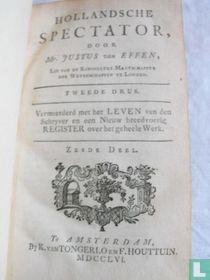 HOLLANDSCHE
SPECTATOR,
DOOR
Mr. JUSTUS van EFFEN,
LID VAN DE KONINGLYKE MAATSCHAPPYE
DER WETENSCHAPPEN TE LONDEN.
TWEEDE DRUK.
Vermeerderd met het LEVEN van den
Schryver en een Nieuw breedvoerig
REGISTER over het geheele Werk.
ZESDE DEEL.
Te AMSTERDAM,
By K. van TONGERLO en F. HOUTTUIN.
MDCCLVI.